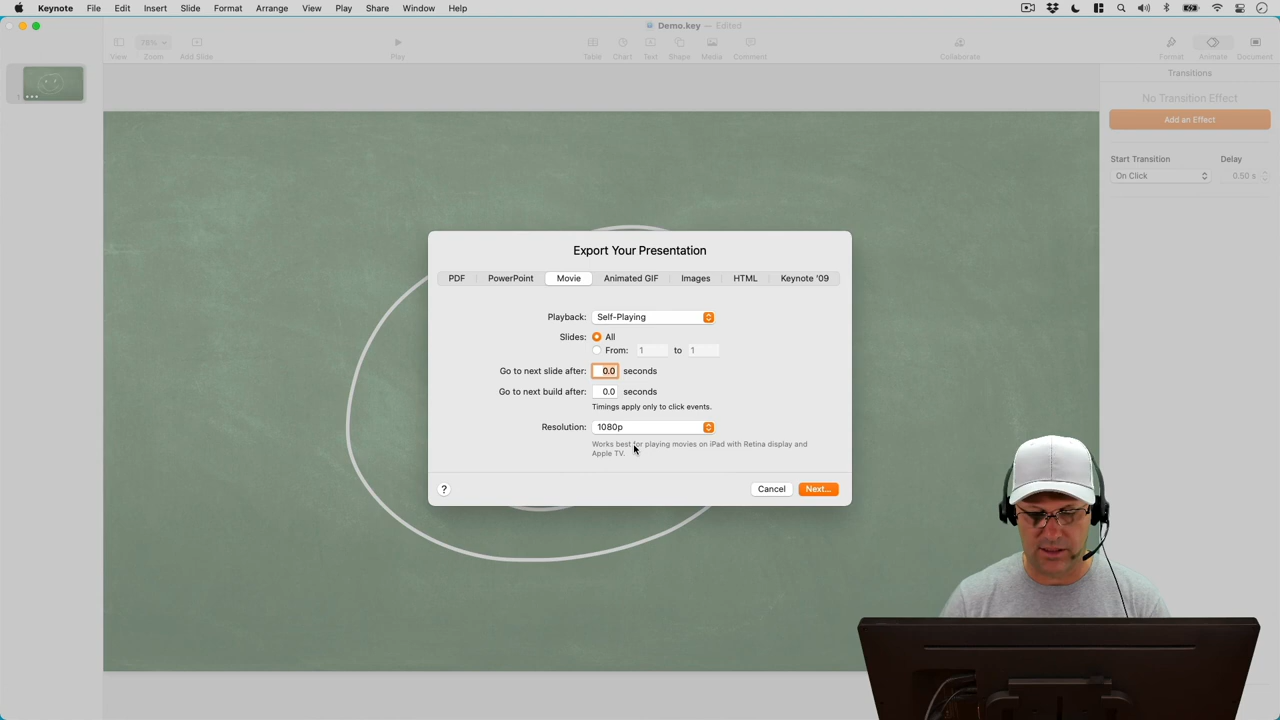 Keynote File Edit Insert Slide Format Arrange View Play Share Window Help
Demo.key — Edited
78%
View Zoom Add Slide Play Table Chart Text Shape Media Comment Collaborate Format Animate Document
1
Transitions
No Transition Effect
Add an Effect
Start Transition Delay
On Click 0.50 s
Export Your Presentation
PDF PowerPoint Movie Animated GIF Images HTML Keynote '09
Playback: Self-Playing
Slides: All
From: 1 to 1
Go to next slide after: 0.0 seconds
Go to next build after: 0.0 seconds
Timings apply only to click events.
Resolution: 1080p
Works best for playing movies on iPad with Retina display and
Apple TV.
? Cancel Next...